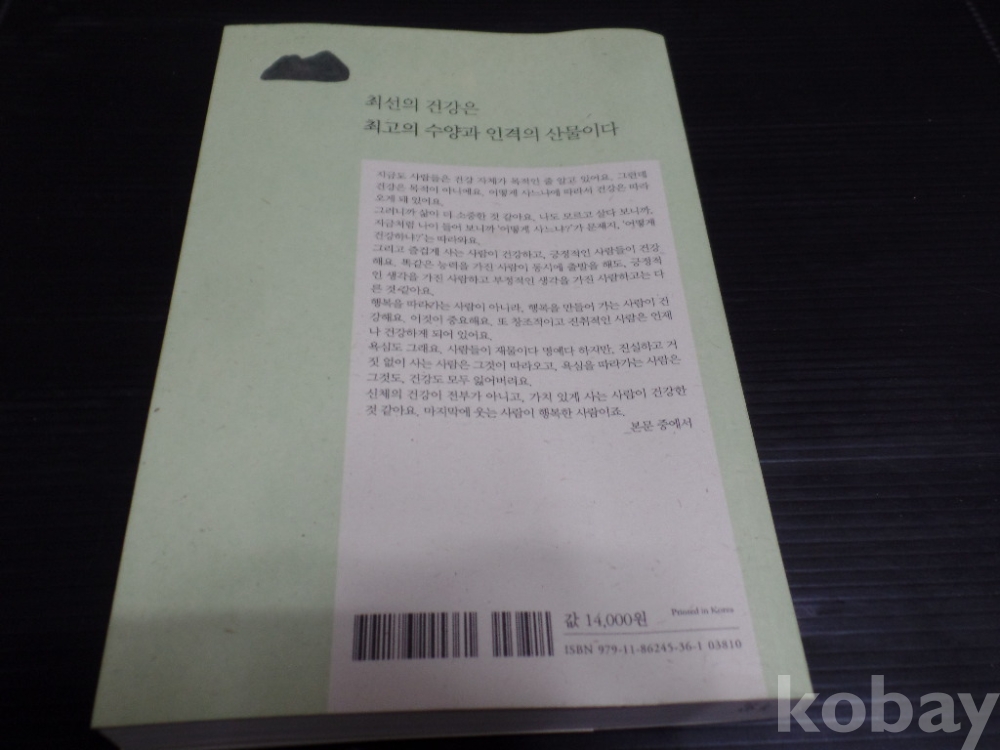 최선의 건강은
최고의 수양과 인격의 산물이다
지금도 사람들은 건강 자체가 목적인 줄 알고 있어요. 그런데
건강은 목적이 아니에요. 어떻게 사느냐에 따라서 건강은 따라
오게 돼 있어요.
그러니까 삶이 더 소중한 것 같아요. 나도 모르고 살다 보니까,
지금처럼 나이 들어 보니까 '어떻게 사느냐?'가 문제지, '어떻게
건강하냐?'는 따라와요.
그리고 즐겁게 사는 사람이 건강하고, 긍정적인 사람들이 건강
해요. 똑같은 능력을 가진 사람이 동시에 출발을 해도, 긍정적
인 생각을 가진 사람하고 부정적인 생각을 가진 사람하고는 다
른 것 같아요.
행복을 따라가는 사람이 아니라, 행복을 만들어 가는 사람이 건
강해요. 이것이 중요해요. 또 창조적이고 진취적인 사람은 언제
나 건강하게 되어 있어요.
욕심도 그래요. 사람들이 재물이다 명예다 하지만, 진실하고 거
짓 없이 사는 사람은 그것이 따라오고, 욕심을 따라가는 사람은
그것도, 건강도 모두 잃어버려요.
신체의 건강이 전부가 아니고, 가치 있게 사는 사람이 건강한
것 같아요. 마지막에 웃는 사람이 행복한 사람이죠.
_본문 중에서
값 14,000원
Printed in Korea
ISBN 979-11-86245-36-1 03810
kobay